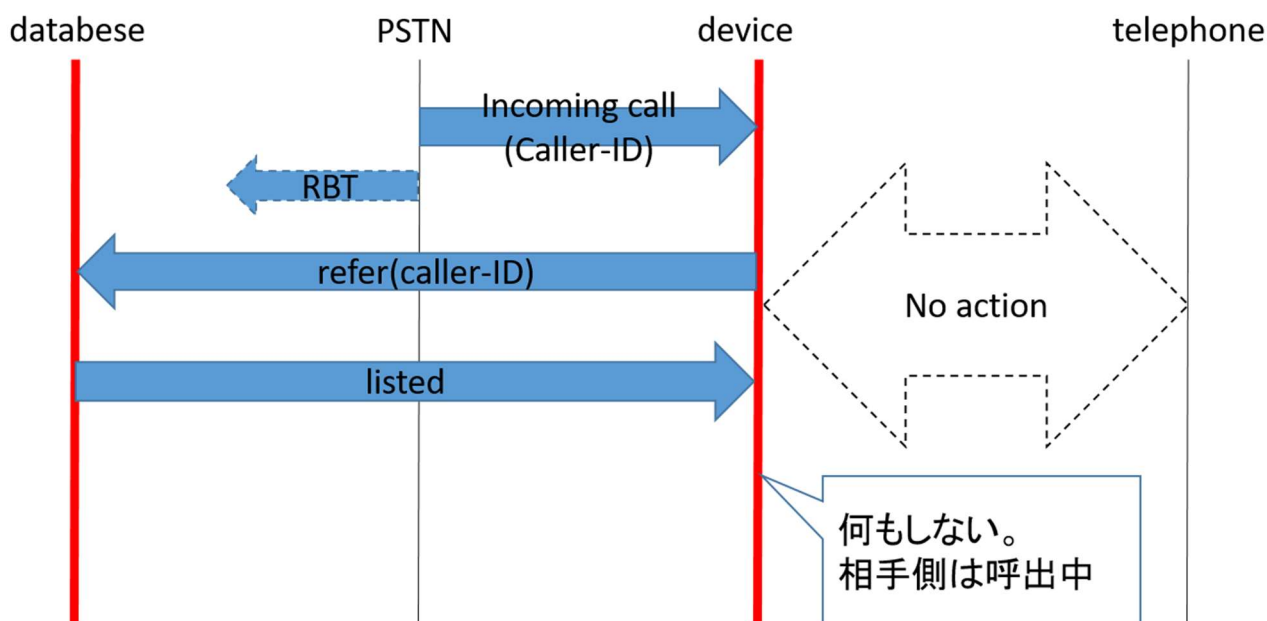 databese
PSTN
device
telephone
Incoming call
(Caller-ID)
RBT
refer(caller-ID)
No action
listed
何もしない。
相手側は呼出中